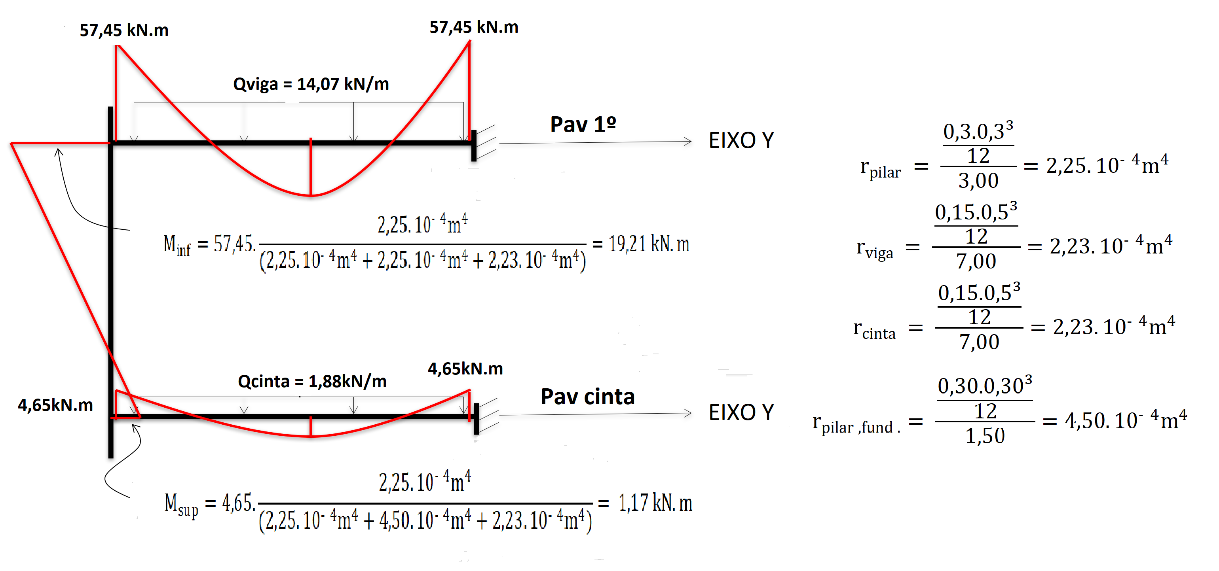 57,45 kN.m
57,45 kN.m
Qviga = 14,07 kN/m
Pav 1º
EIXO Y
M_inf = 57,45. 2,25.10⁻⁴m⁴ / (2,25.10⁻⁴m⁴ + 2,25.10⁻⁴m⁴ + 2,23.10⁻⁴m⁴) = 19,21 kN.m
4,65kN.m
Qcinta = 1,88kN/m
4,65kN.m
Pav cinta
EIXO Y
M_sup = 4,65. 2,25.10⁻⁴m⁴ / (2,25.10⁻⁴m⁴ + 4,50.10⁻⁴m⁴ + 2,23.10⁻⁴m⁴) = 1,17 kN.m
r_pilar = (0,3.0,3³ / 12) / 3,00 = 2,25.10⁻⁴m⁴
r_viga = (0,15.0,5³ / 12) / 7,00 = 2,23.10⁻⁴m⁴
r_cinta = (0,15.0,5³ / 12) / 7,00 = 2,23.10⁻⁴m⁴
r_pilar ,fund . = (0,30.0,30³ / 12) / 1,50 = 4,50.10⁻⁴m⁴